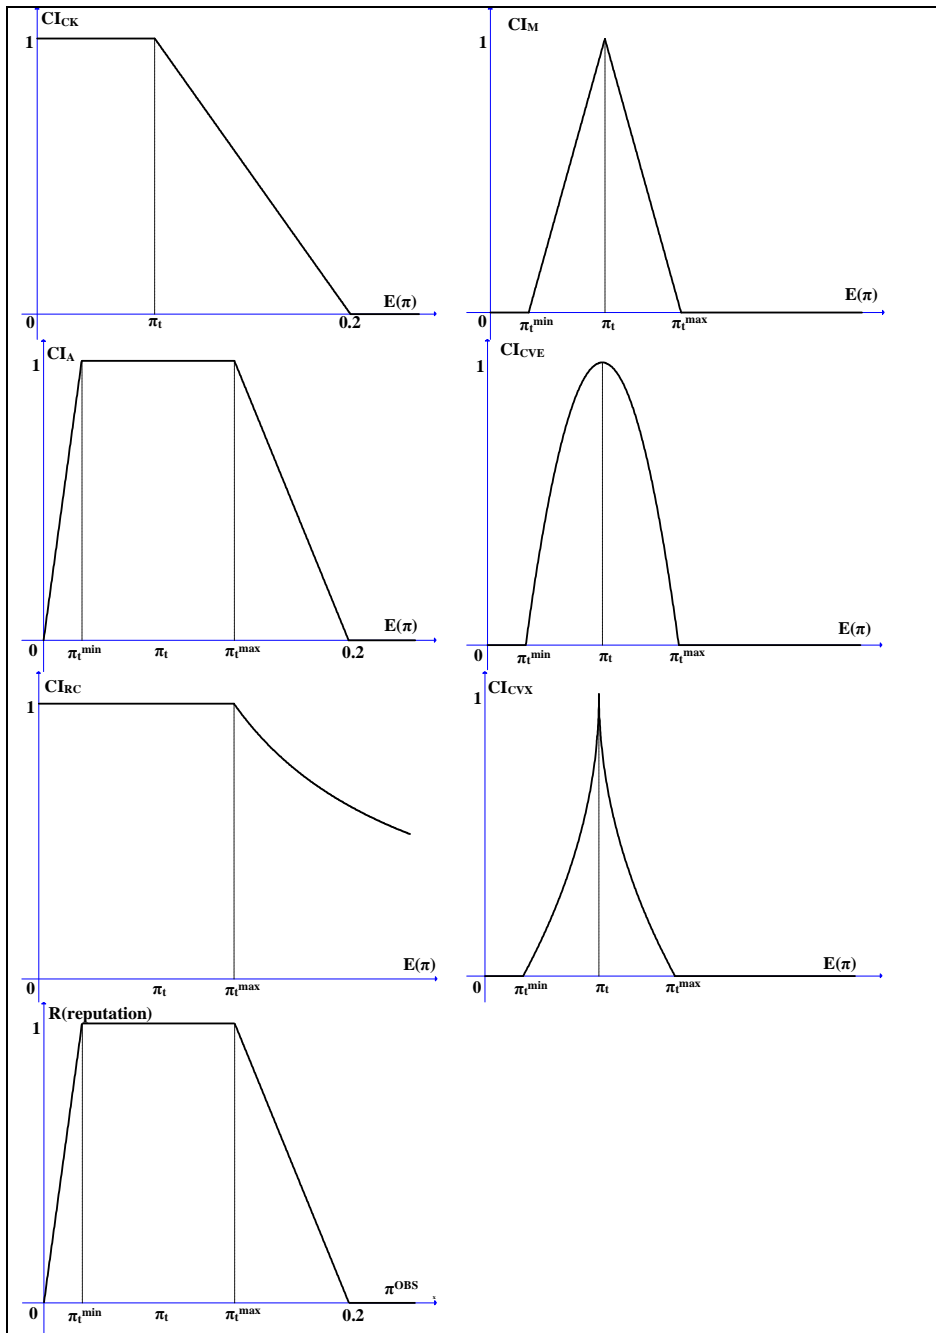 CI_CK
1
E(π)
0 π_t 0.2
CI_M
1
E(π)
0 π_t^min π_t π_t^max
CI_A
1
E(π)
0 π_t^min π_t π_t^max 0.2
CI_CVE
1
E(π)
0 π_t^min π_t π_t^max
CI_RC
1
E(π)
0 π_t π_t^max
CI_CVX
1
E(π)
0 π_t^min π_t π_t^max
R(reputation)
1
π^OBS
0 π_t^min π_t π_t^max 0.2